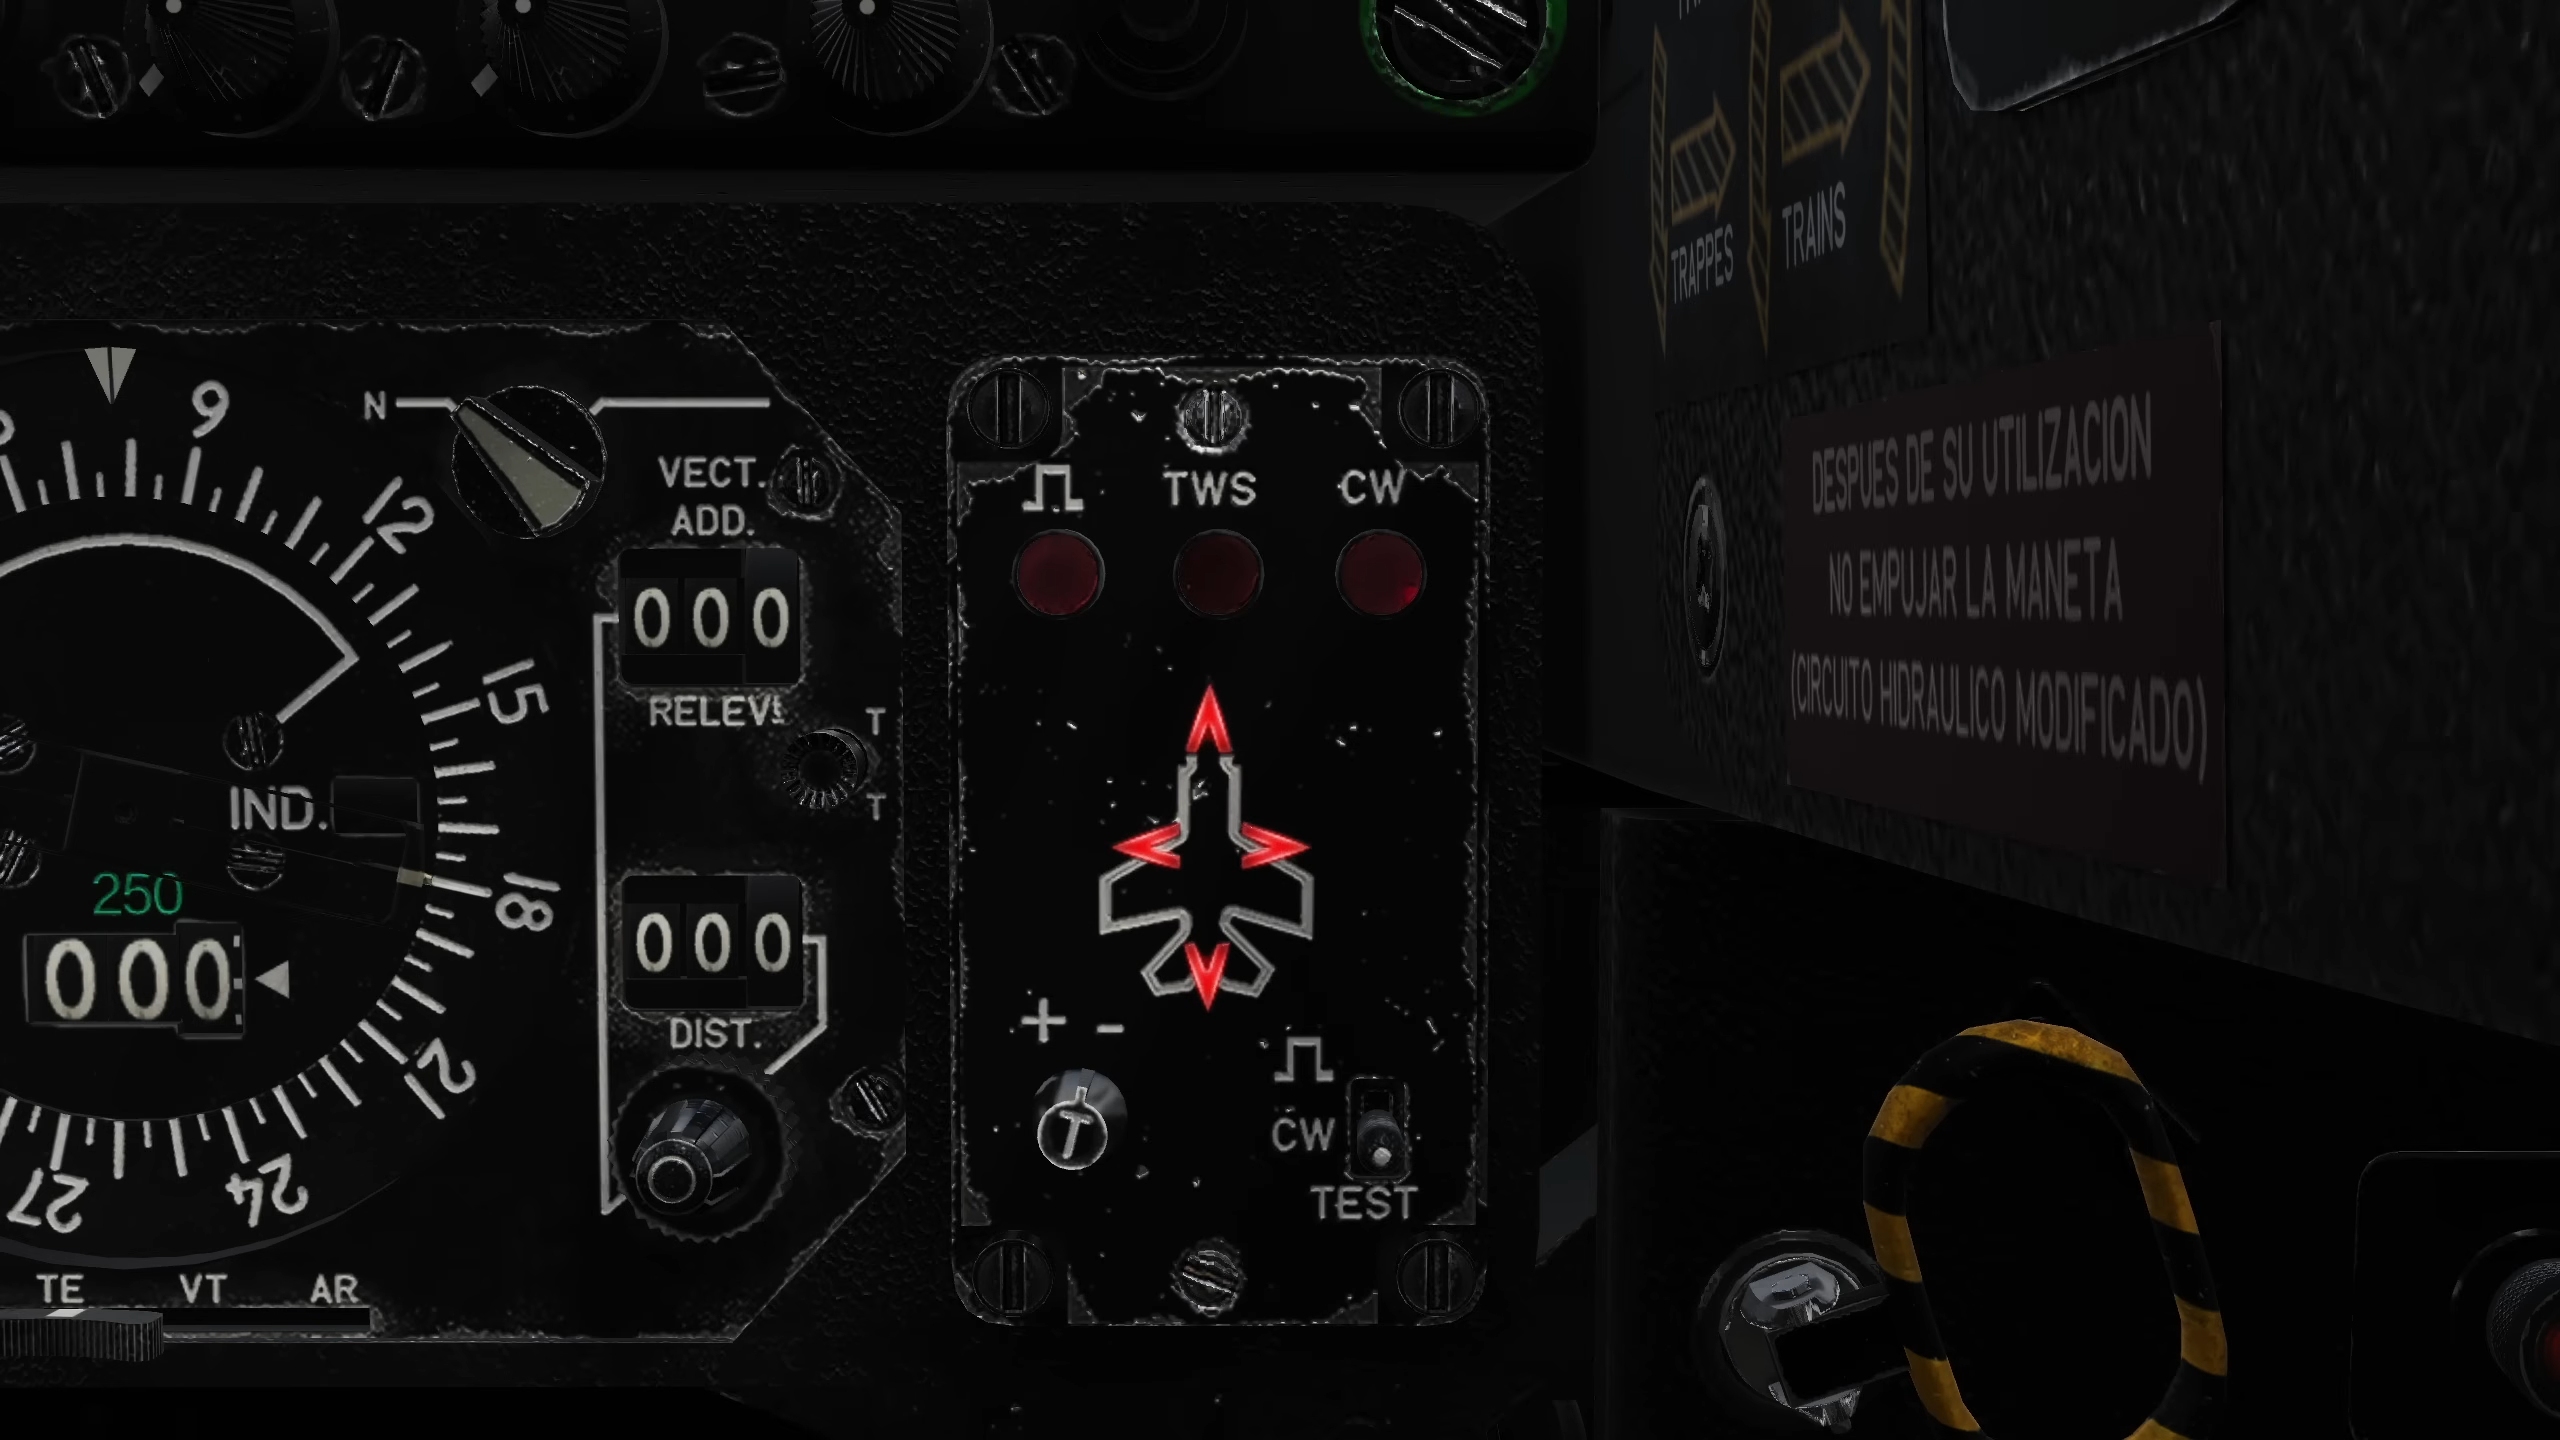 TRAPPES
TRAINS
N
9
12
15
18
21
24
27
VECT.
ADD.
000
RELEVᵗ
T
T
IND.
250
000
000
DIST.
TE VT AR
TWS CW
+ -
T
CW
TEST
DESPUES DE SU UTILIZACION
NO EMPUJAR LA MANETA
(CIRCUITO HIDRAULICO MODIFICADO)